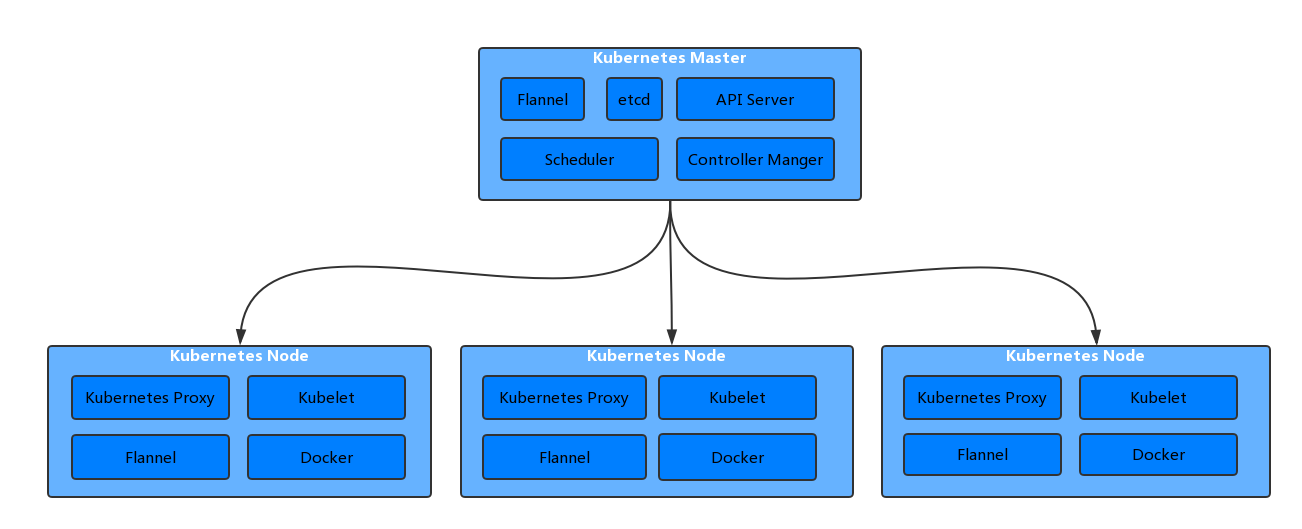 Kubernetes Master
Flannel
etcd
API Server
Scheduler
Controller Manger
Kubernetes Node
Kubernetes Proxy
Kubelet
Flannel
Docker
Kubernetes Node
Kubernetes Proxy
Kubelet
Flannel
Docker
Kubernetes Node
Kubernetes Proxy
Kubelet
Flannel
Docker